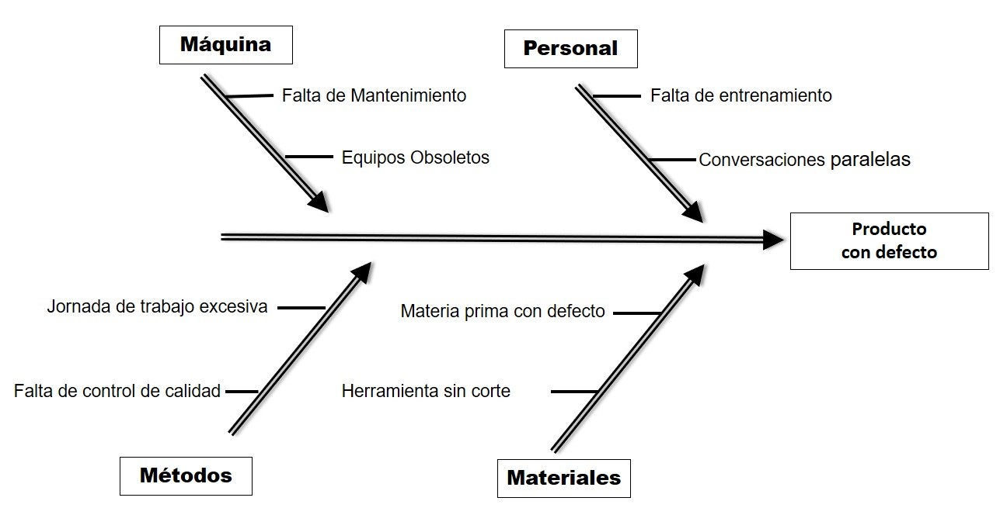 Máquina
Personal
Falta de Mantenimiento
Falta de entrenamiento
Equipos Obsoletos
Conversaciones paralelas
Producto
con defecto
Jornada de trabajo excesiva
Materia prima con defecto
Falta de control de calidad
Herramienta sin corte
Métodos
Materiales